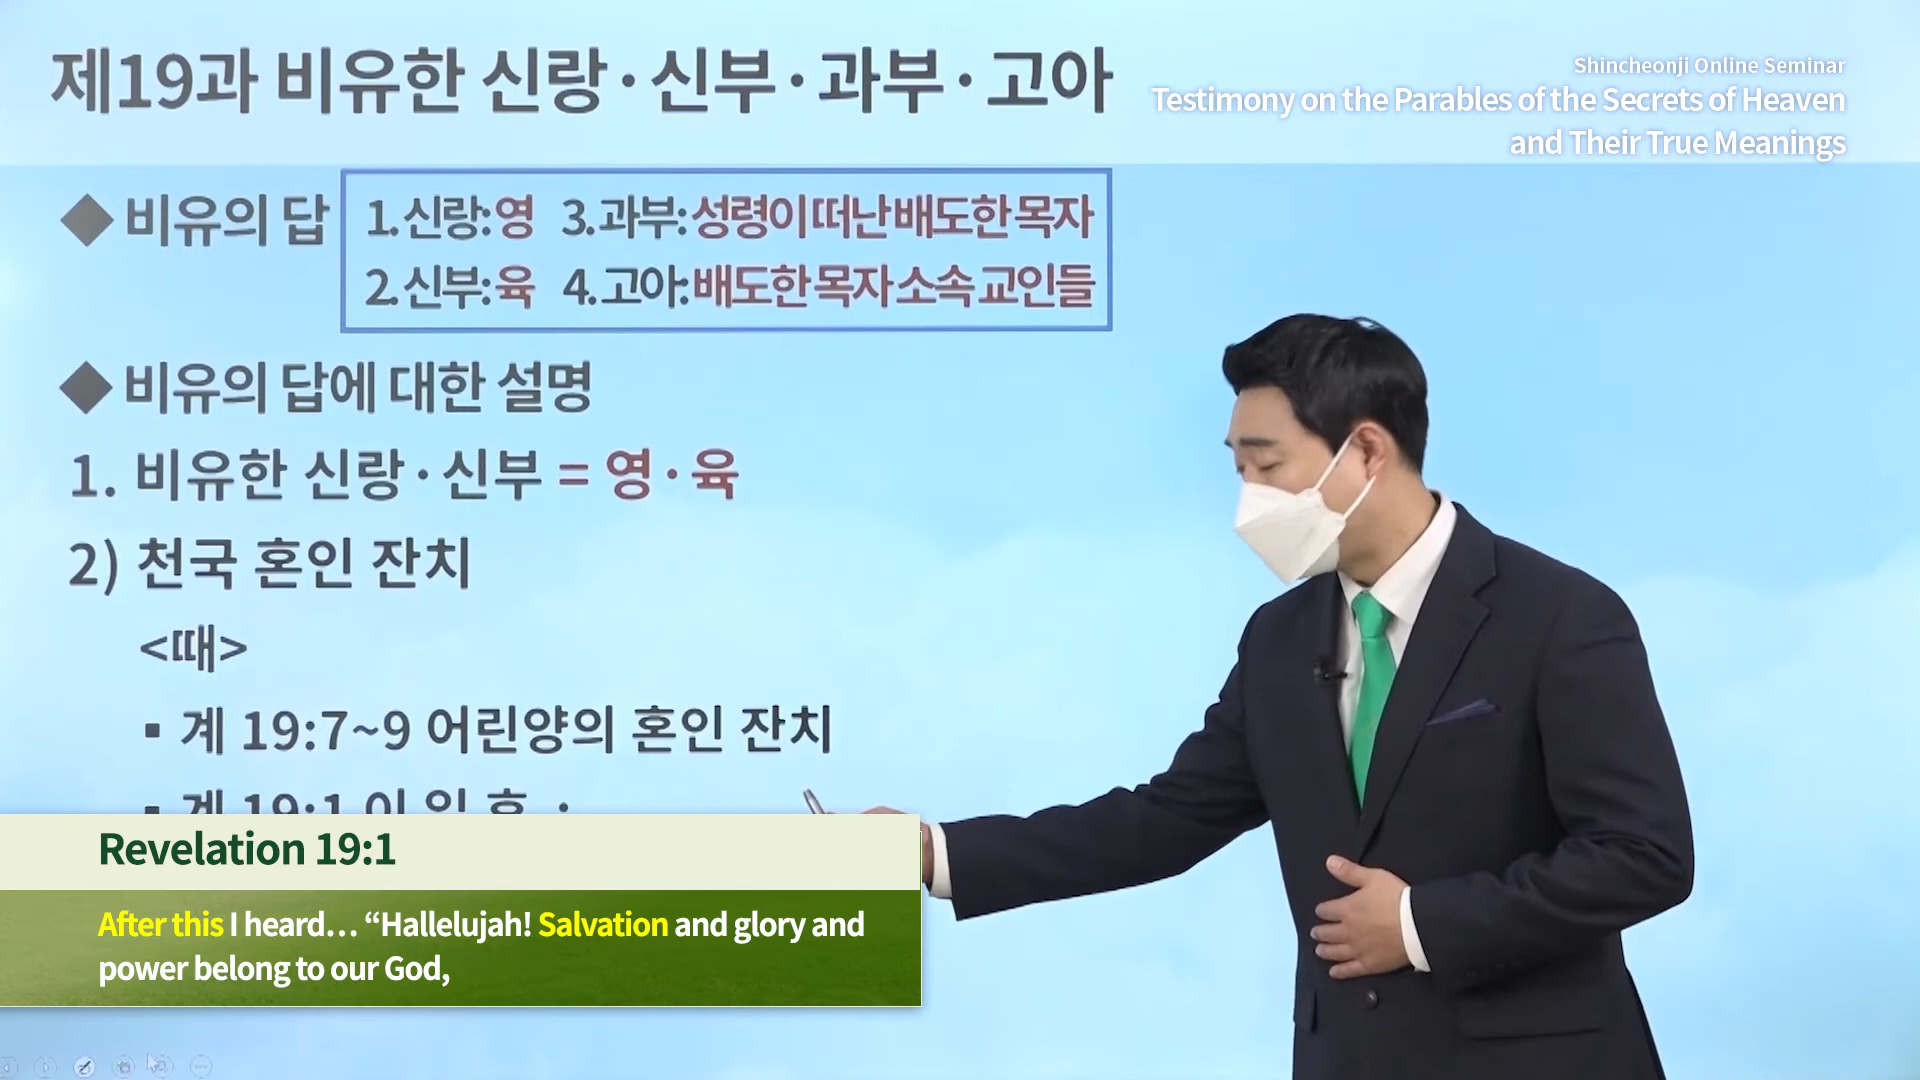 제19과 비유한 신랑·신부·과부·고아
Shincheonji Online Seminar
Testimony on the Parables of the Secrets of Heaven
and Their True Meanings
◆ 비유의 답
1. 신랑: 영 3. 과부: 성령이 떠난 배도한 목자
2. 신부: 육 4. 고아: 배도한 목자 소속 교인들
◆ 비유의 답에 대한 설명
1. 비유한 신랑·신부 = 영·육
2) 천국 혼인 잔치
<때>
▪ 계 19:7~9 어린양의 혼인 잔치
▪ 계 19:1 이 일 후
Revelation 19:1
After this I heard… “Hallelujah! Salvation and glory and
power belong to our God,